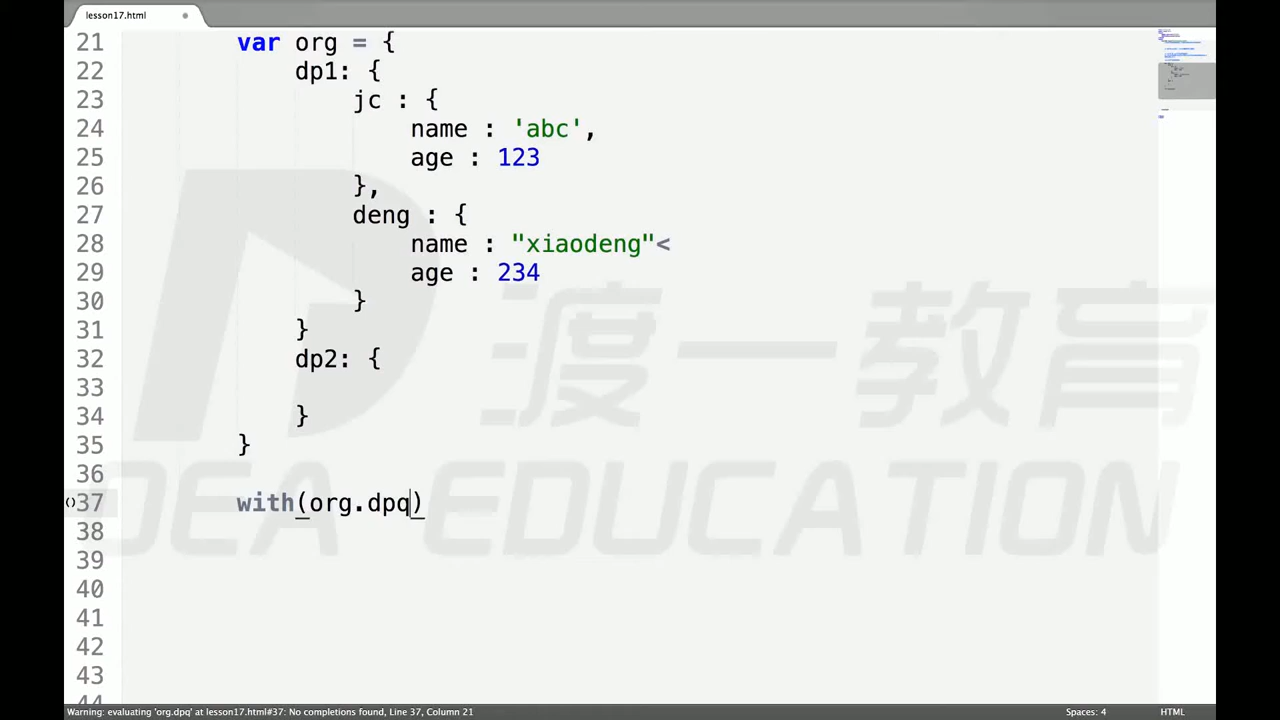 lesson17.html
21 var org = {
22 dp1: {
23 jc : {
24 name : 'abc',
25 age : 123
26 },
27 deng : {
28 name : "xiaodeng"<
29 age : 234
30 }
31 }
32 dp2: {
33
34 }
35 }
36
37 with(org.dpq)
38
39
40
41
42
43
44
渡一教育
IDEA EDUCATION
Warning: evaluating 'org.dpq' at lesson17.html#37: No completions found, Line 37, Column 21
Spaces: 4
HTML